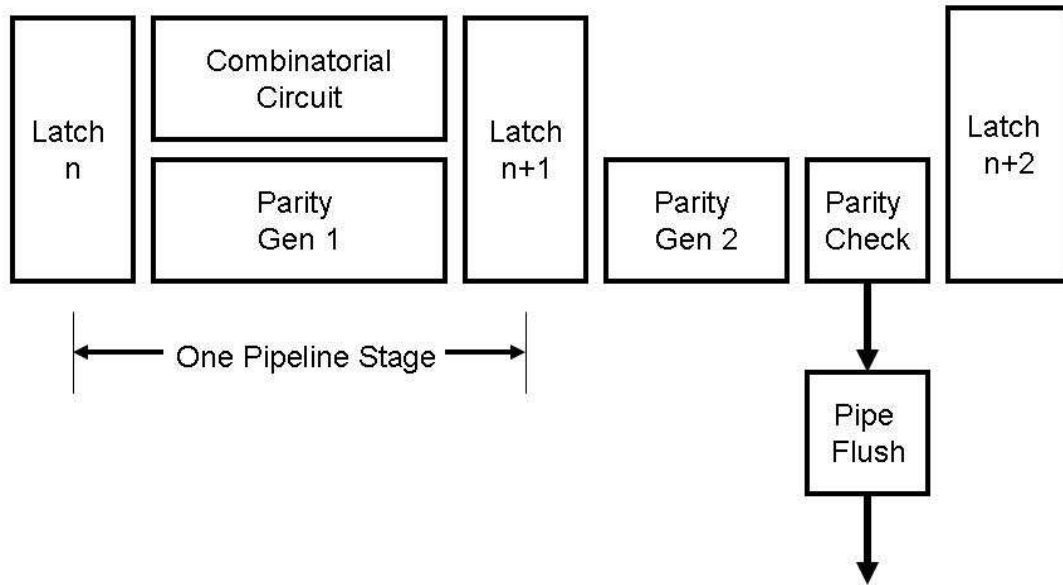 Latch
n
Combinatorial
Circuit
Parity
Gen 1
Latch
n+1
Parity
Gen 2
Parity
Check
Latch
n+2
One Pipeline Stage
Pipe
Flush